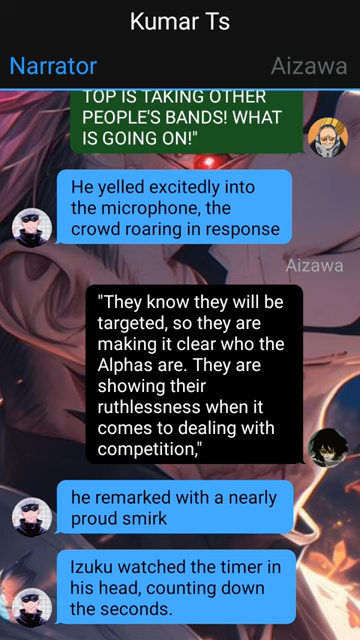 Kumar Ts
Narrator
Aizawa
TOP IS TAKING OTHER
PEOPLE'S BANDS! WHAT
IS GOING ON!"
He yelled excitedly into
the microphone, the
crowd roaring in response
Aizawa
"They know they will be
targeted, so they are
making it clear who the
Alphas are. They are
showing their
ruthlessness when it
comes to dealing with
competition,"
he remarked with a nearly
proud smirk
Izuku watched the timer in
his head, counting down
the seconds.